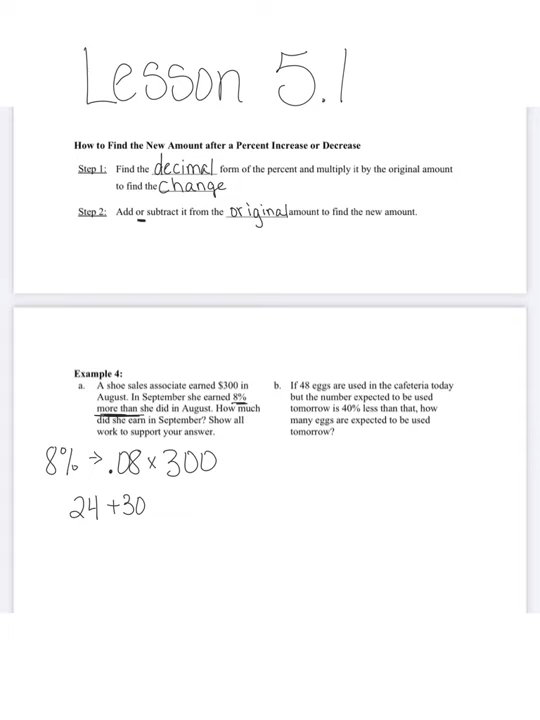 Lesson 5.1
How to Find the New Amount after a Percent Increase or Decrease
Step 1: Find the decimal form of the percent and multiply it by the original amount
to find the change
Step 2: Add or subtract it from the original amount to find the new amount.
Example 4:
a. A shoe sales associate earned $300 in
August. In September she earned 8%
more than she did in August. How much
did she earn in September? Show all
work to support your answer.
b. If 48 eggs are used in the cafeteria today
but the number expected to be used
tomorrow is 40% less than that, how
many eggs are expected to be used
tomorrow?
8% → .08 × 300
24 + 30